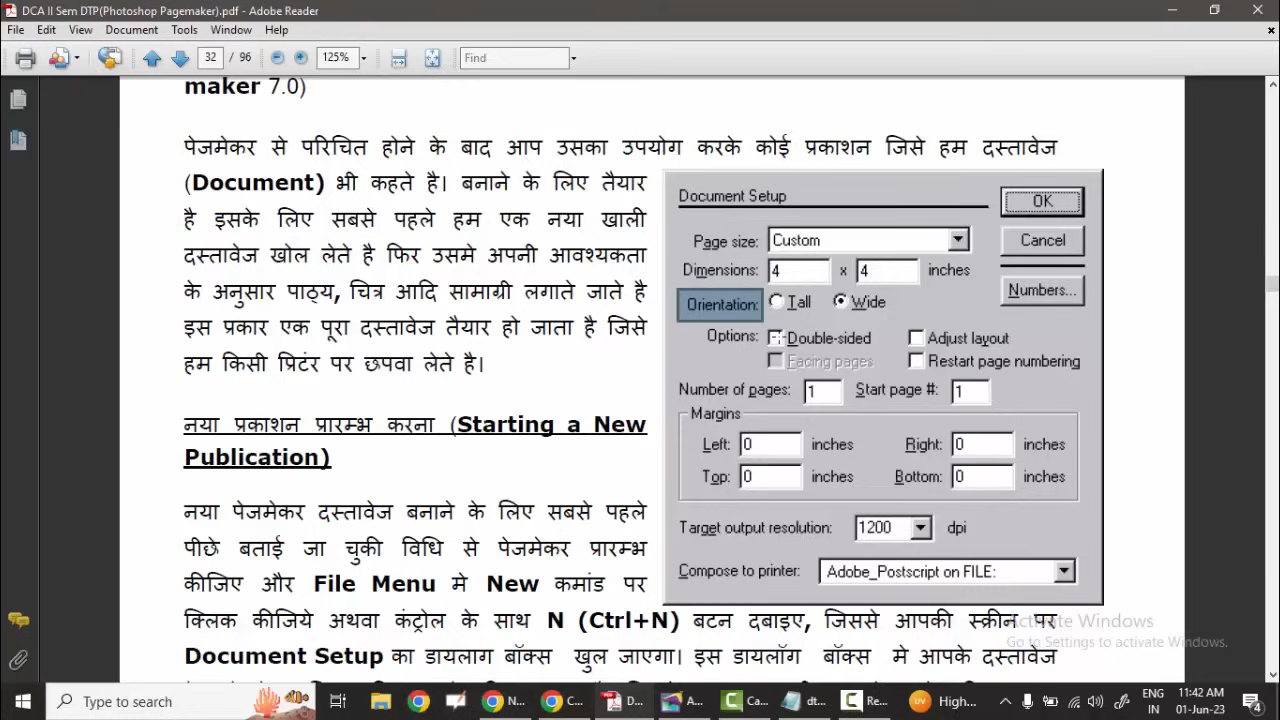 DCA II Sem DTP(Photoshop Pagemaker).pdf - Adobe Reader
File Edit View Document Tools Window Help
32 / 96 125% Find
maker 7.0)
पेजमेकर से परिचित होने के बाद आप उसका उपयोग करके कोई प्रकाशन जिसे हम दस्तावेज
(Document) भी कहते है। बनाने के लिए तैयार
है इसके लिए सबसे पहले हम एक नया खाली
दस्तावेज खोल लेते है फिर उसमे अपनी आवश्यकता
के अनुसार पाठ्य, चित्र आदि सामाग्री लगाते जाते है
इस प्रकार एक पूरा दस्तावेज तैयार हो जाता है जिसे
हम किसी प्रिटंर पर छपवा लेते है।
नया प्रकाशन प्रारम्भ करना (Starting a New
Publication)
नया पेजमेकर दस्तावेज बनाने के लिए सबसे पहले
पीछे बताई जा चुकी विधि से पेजमेकर प्रारम्भ
कीजिए और File Menu मे New कमांड पर
क्लिक कीजिये अथवा कंट्रोल के साथ N (Ctrl+N) बटन दबाइए, जिससे आपकी स्क्रीन पर
Document Setup का डायलाग बॉक्स खुल जाएगा। इस डायलॉग बॉक्स मे आपके दस्तावेज
Document Setup
OK
Page size: Custom
Cancel
Dimensions: 4 x 4 inches
Numbers...
Orientation: Tall Wide
Options: Double-sided Adjust layout
Facing pages Restart page numbering
Number of pages: 1 Start page #: 1
Margins
Left: 0 inches Right: 0 inches
Top: 0 inches Bottom: 0 inches
Target output resolution: 1200 dpi
Compose to printer: Adobe_Postscript on FILE:
Activate Windows
Go to Settings to activate Windows.
Type here to search
N... C... D... A... Ca... dt... Re... UV High... ENG 11:42 AM
IN 01-Jun-23 4